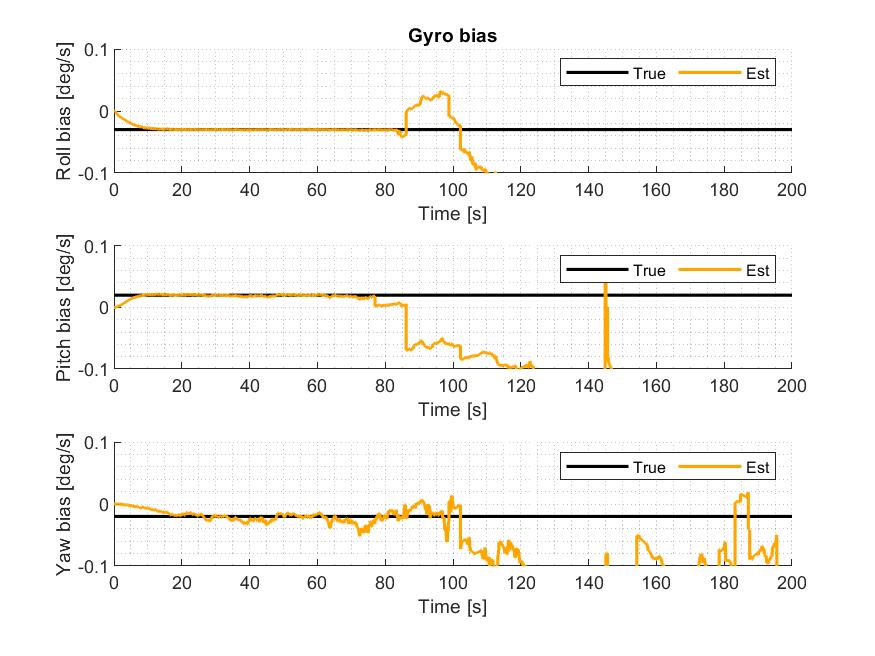 Gyro bias
Roll bias [deg/s]
0.1
0
-0.1
True
Est
0 20 40 60 80 100 120 140 160 180 200
Time [s]
Pitch bias [deg/s]
0.1
0
-0.1
True
Est
0 20 40 60 80 100 120 140 160 180 200
Time [s]
Yaw bias [deg/s]
0.1
0
-0.1
True
Est
0 20 40 60 80 100 120 140 160 180 200
Time [s]